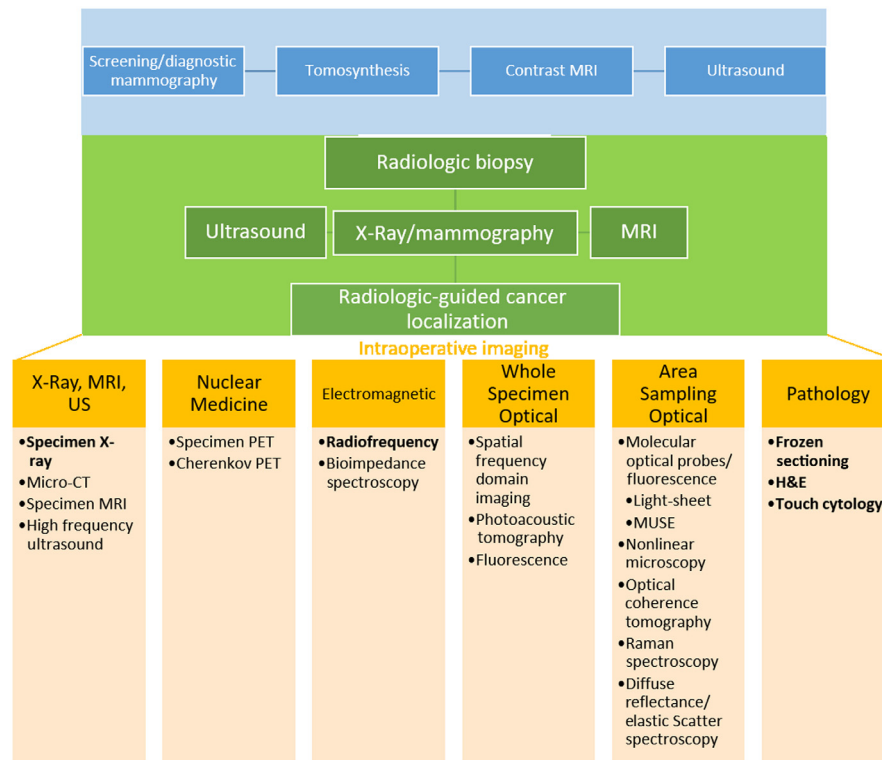 Screening/diagnostic
mammography
Tomosynthesis
Contrast MRI
Ultrasound
Radiologic biopsy
Ultrasound
X-Ray/mammography
MRI
Radiologic-guided cancer
localization
Intraoperative imaging
X-Ray, MRI,
US
•Specimen X-
ray
•Micro-CT
•Specimen MRI
•High frequency
ultrasound
Nuclear
Medicine
•Specimen PET
•Cherenkov PET
Electromagnetic
•Radiofrequency
•Bioimpedance
spectroscopy
Whole
Specimen
Optical
•Spatial
frequency
domain
imaging
•Photoacoustic
tomography
•Fluorescence
Area
Sampling
Optical
•Molecular
optical probes/
fluorescence
•Light-sheet
•MUSE
•Nonlinear
microscopy
•Optical
coherence
tomography
•Raman
spectroscopy
•Diffuse
reflectance/
elastic Scatter
spectroscopy
Pathology
•Frozen
sectioning
•H&E
•Touch cytology